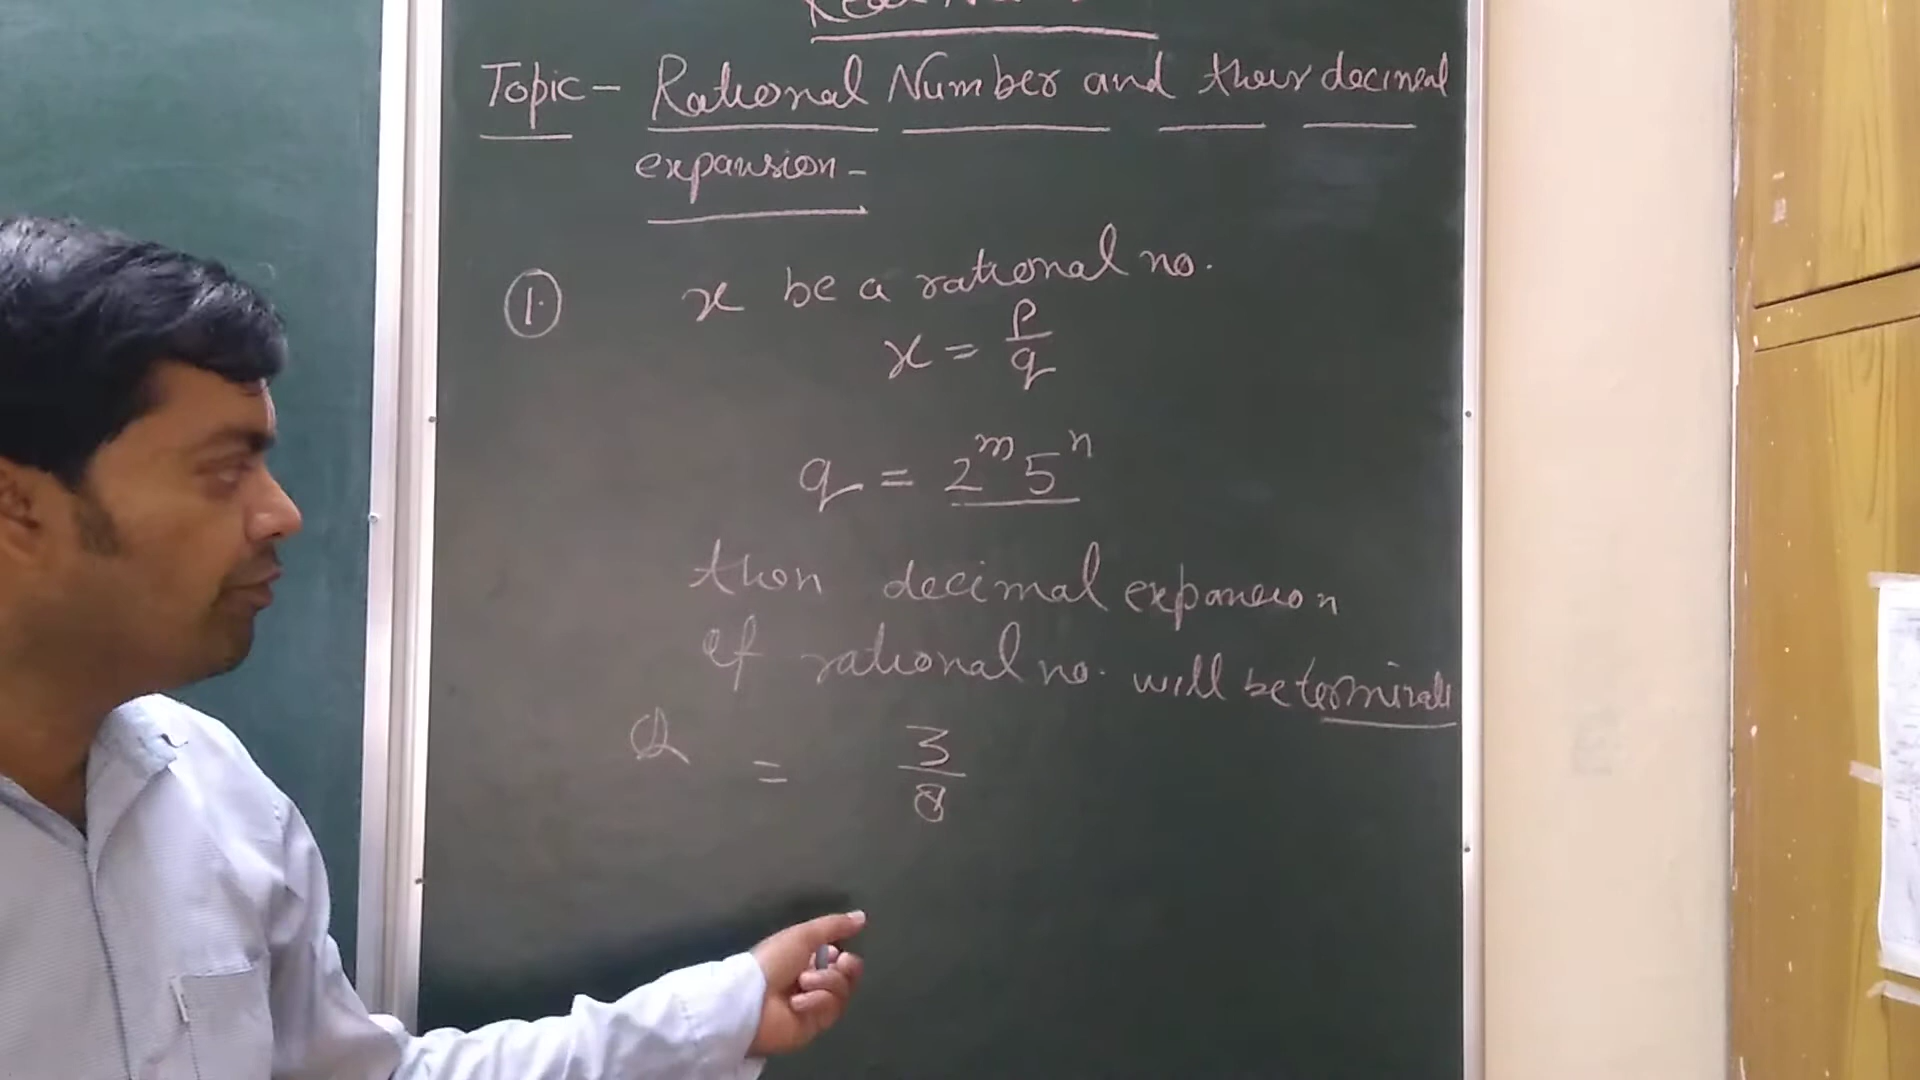 Topic - Rational Number and their decimal
expansion -
1. x be a rational no.
x = p/q
q = 2^m 5^n
then decimal expansion
of rational no. will be
Q = 3/8